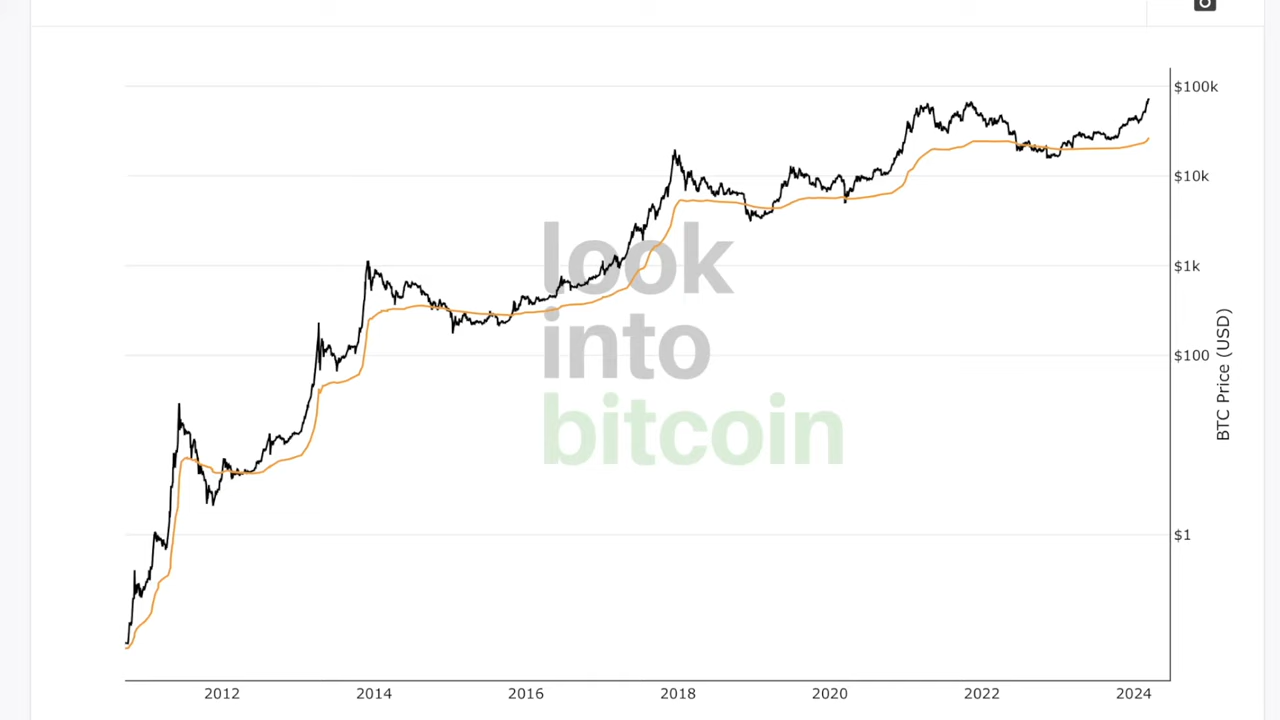 $100k
$10k
$1k
$100
$1
BTC Price (USD)
look
into
bitcoin
2012 2014 2016 2018 2020 2022 2024